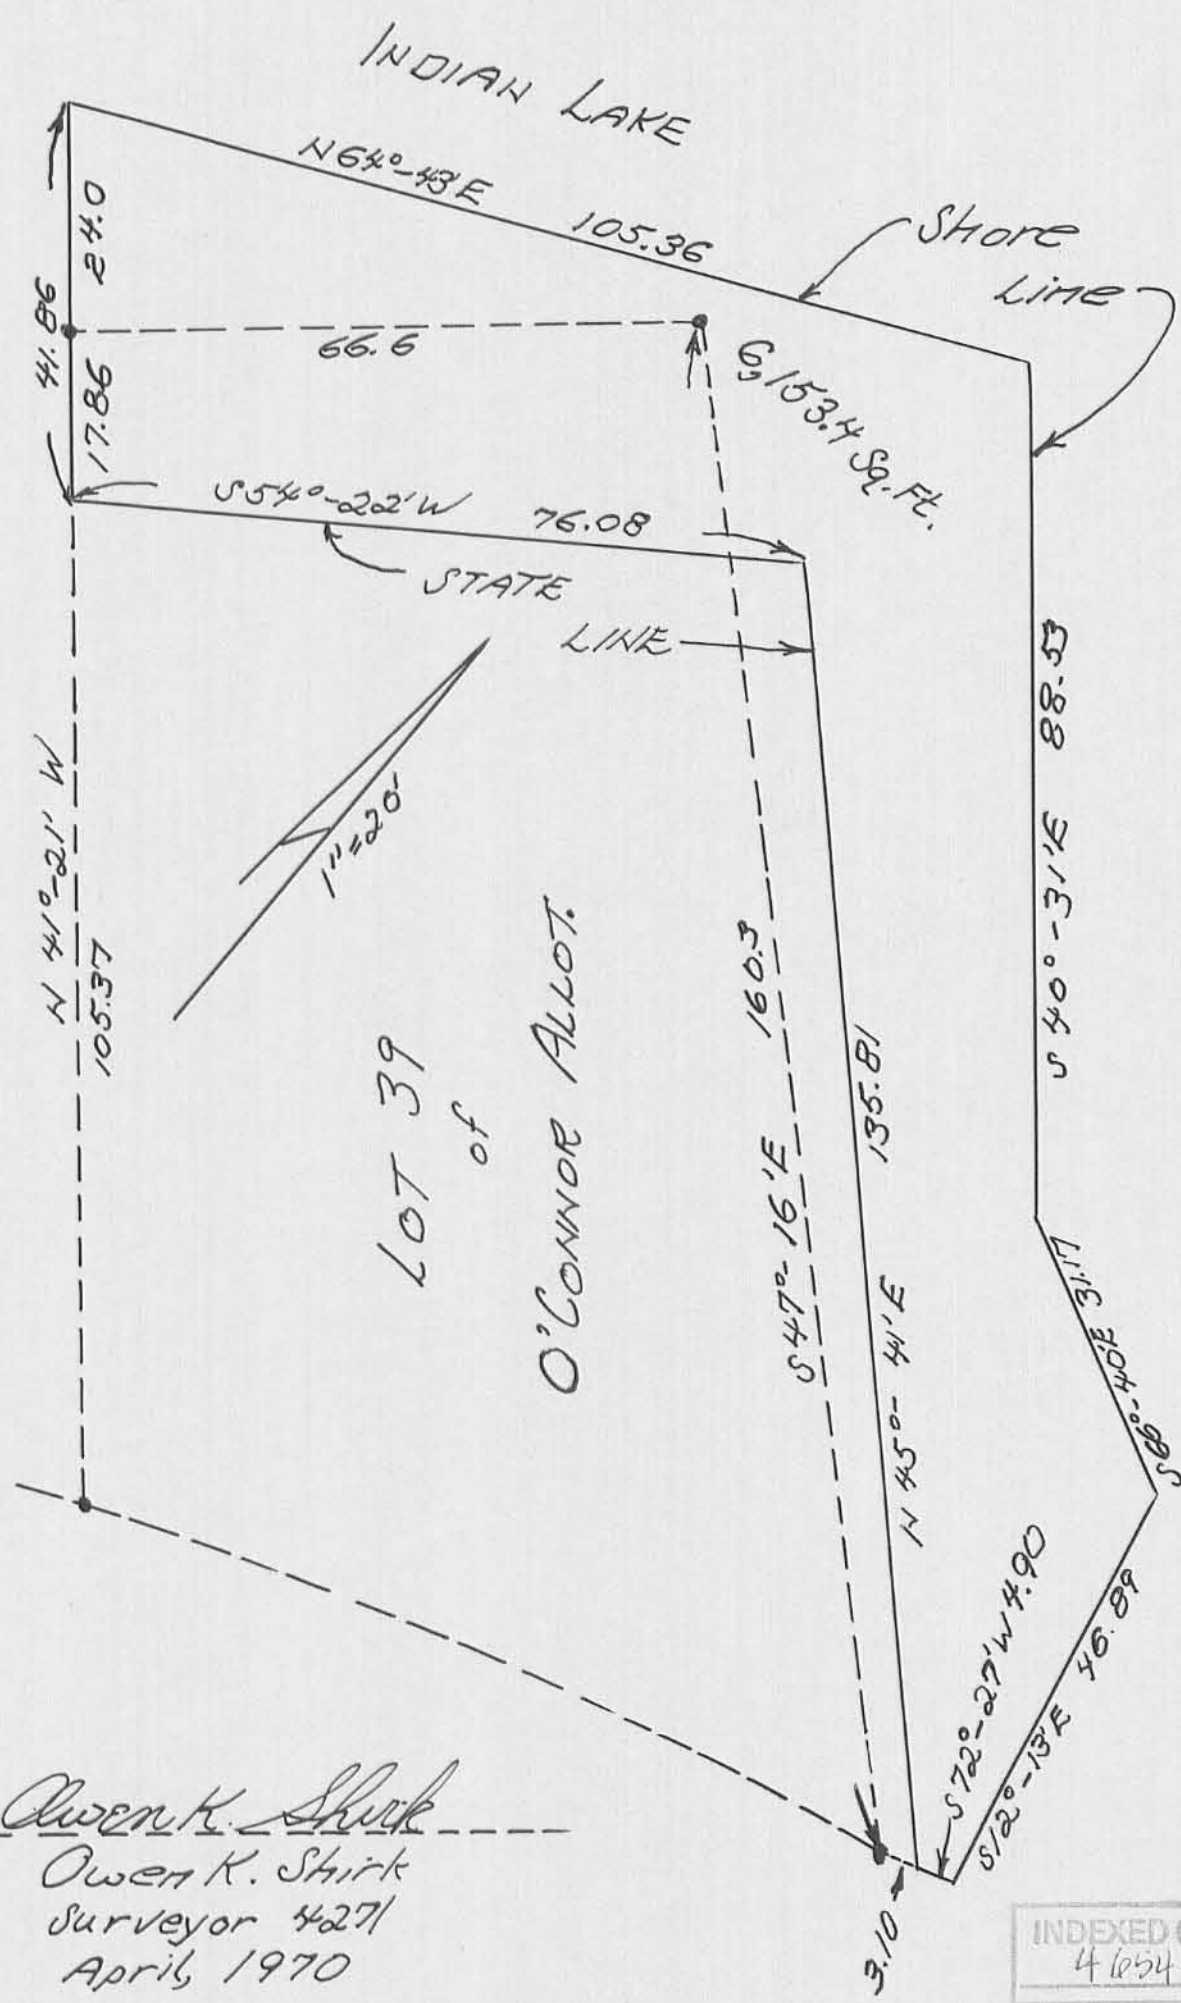 INDIAN LAKE
N64°-43'E 105.36
Shore
Line
24.0
41.86
17.86
66.6
6,153.4 Sq. Ft.
S54°-22'W 76.08
STATE
LINE
1"=20'
88.53
S 40°-31'E
N 41°-21' W
105.37
LOT 39
of
O'CONNOR ALLOT.
S47°-16'E 160.3
N 45°-41'E 135.81
S66°-40'E 31.17
S72°-27'W 4.90
S12°-13'E 46.89
3.10
Owen K. Shirk
Owen K. Shirk
Surveyor 4271
April, 1970
INDEXED
4654